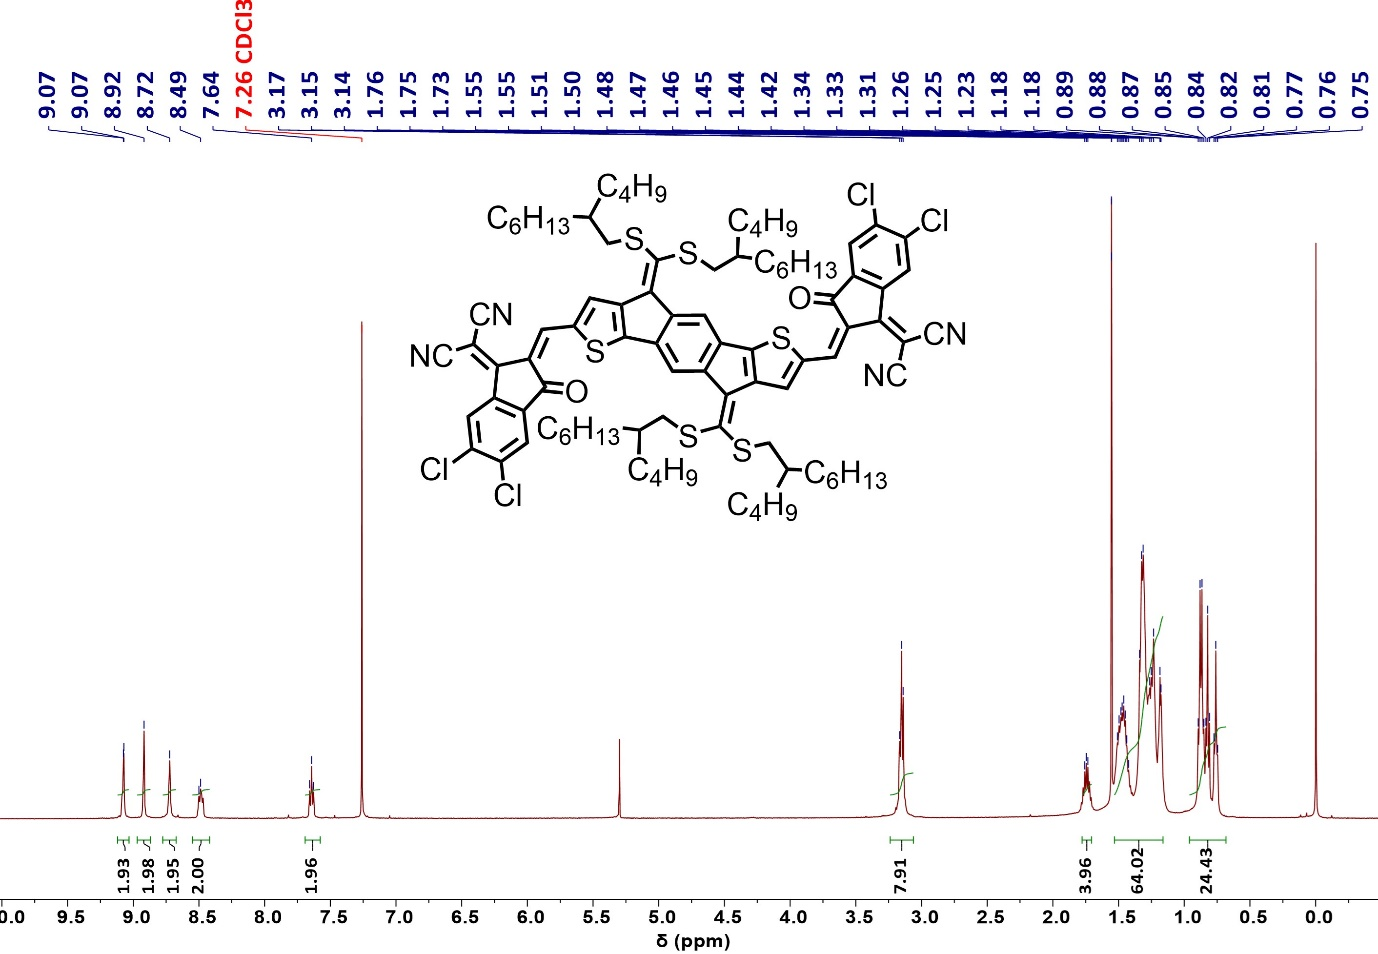 9.07
9.07
8.92
8.72
8.49
7.64
7.26 CDCl3
3.17
3.15
3.14
1.76
1.75
1.73
1.55
1.55
1.51
1.50
1.48
1.47
1.46
1.45
1.44
1.42
1.34
1.33
1.31
1.26
1.25
1.23
1.18
1.18
0.89
0.88
0.87
0.85
0.84
0.82
0.81
0.77
0.76
0.75
C4H9
C6H13
S
S
C4H9
C6H13
Cl
Cl
O
CN
NC
S
S
CN
NC
O
Cl
Cl
C6H13
S
C4H9
S
C6H13
C4H9
1.93
1.98
1.95
2.00
1.96
7.91
3.96
64.02
24.43
0.0 9.5 9.0 8.5 8.0 7.5 7.0 6.5 6.0 5.5 5.0 4.5 4.0 3.5 3.0 2.5 2.0 1.5 1.0 0.5 0.0
δ (ppm)